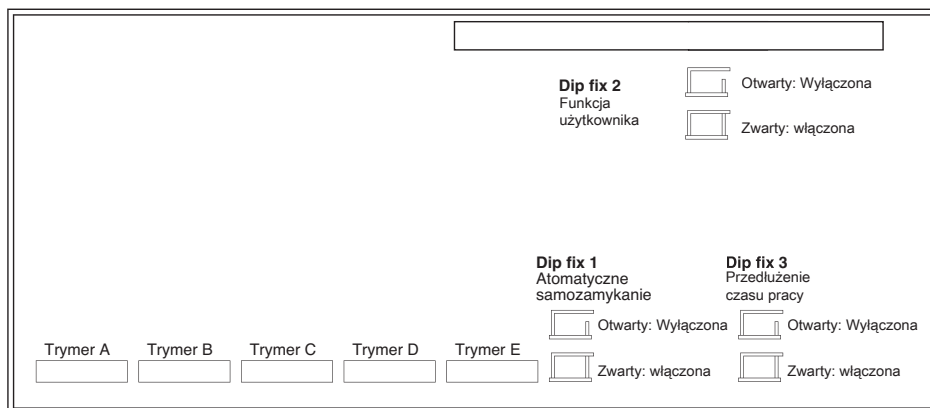 Dip fix 2
Funkcja
użytkownika
Otwarty: Wyłączona
Zwarty: włączona
Dip fix 1
Atomatyczne
samozamykanie
Otwarty: Wyłączona
Zwarty: włączona
Dip fix 3
Przedłużenie
czasu pracy
Otwarty: Wyłączona
Zwarty: włączona
Trymer A
Trymer B
Trymer C
Trymer D
Trymer E